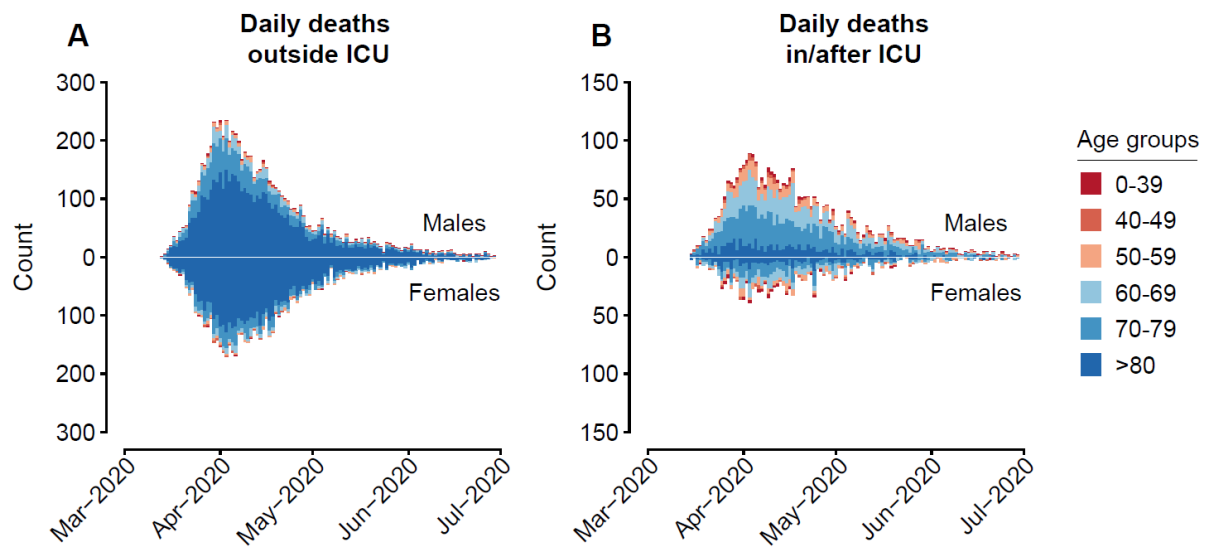 A
Daily deaths
outside ICU
Count
300
200
100
0
100
200
300
Males
Females
Mar−2020
Apr−2020
May−2020
Jun−2020
Jul−2020
B
Daily deaths
in/after ICU
Count
150
100
50
0
50
100
150
Males
Females
Mar−2020
Apr−2020
May−2020
Jun−2020
Jul−2020
Age groups
0-39
40-49
50-59
60-69
70-79
>80